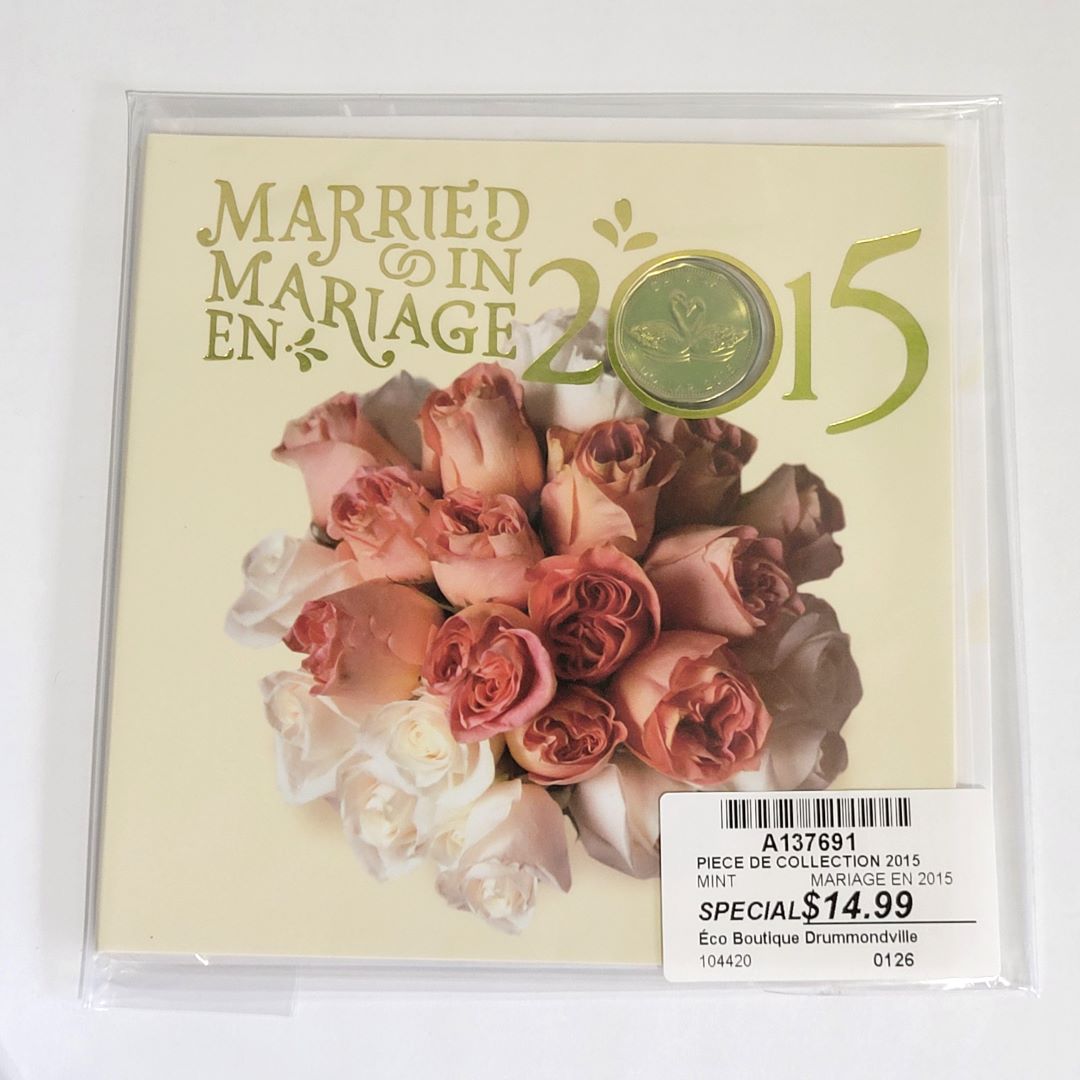 MARRIED
IN
MARIAGE
EN
2015
A137691
PIECE DE COLLECTION 2015
MINT MARIAGE EN 2015
SPECIAL $14.99
Éco Boutique Drummondville
104420 0126